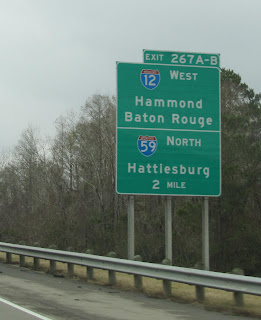 EXIT 267A-B
12 WEST
Hammond
Baton Rouge
59 NORTH
Hattiesburg
2 MILE